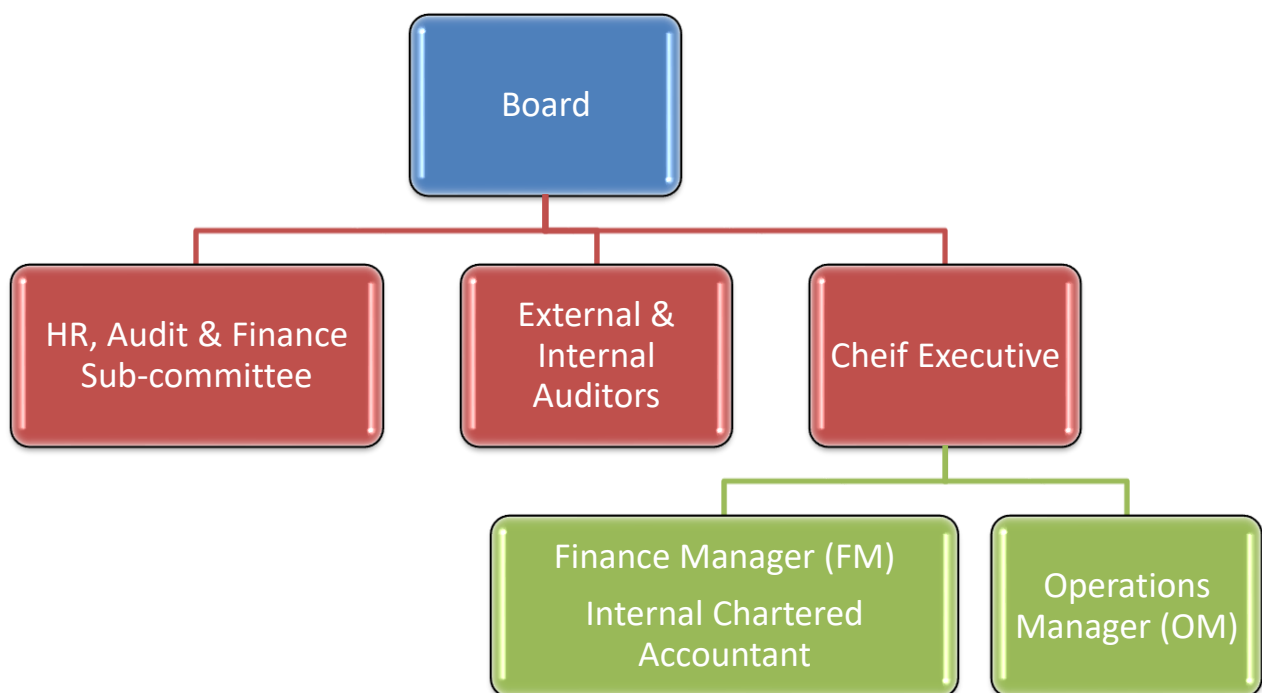 Board
HR, Audit & Finance
Sub-committee
External &
Internal
Auditors
Cheif Executive
Finance Manager (FM)
Internal Chartered
Accountant
Operations
Manager (OM)